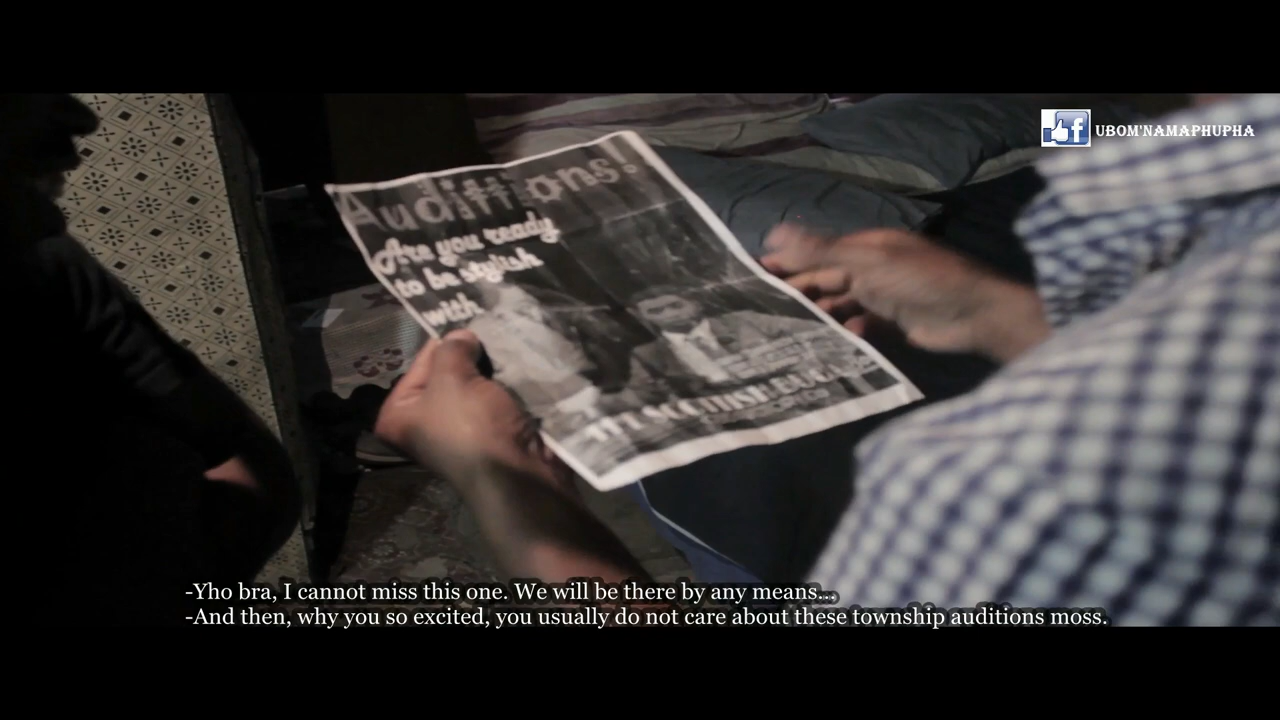 UBOM'NAMAPHUPHA
Auditions!
Are you ready
to be stylish
with
-Yho bra, I cannot miss this one. We will be there by any means...
-And then, why you so excited, you usually do not care about these township auditions moss.